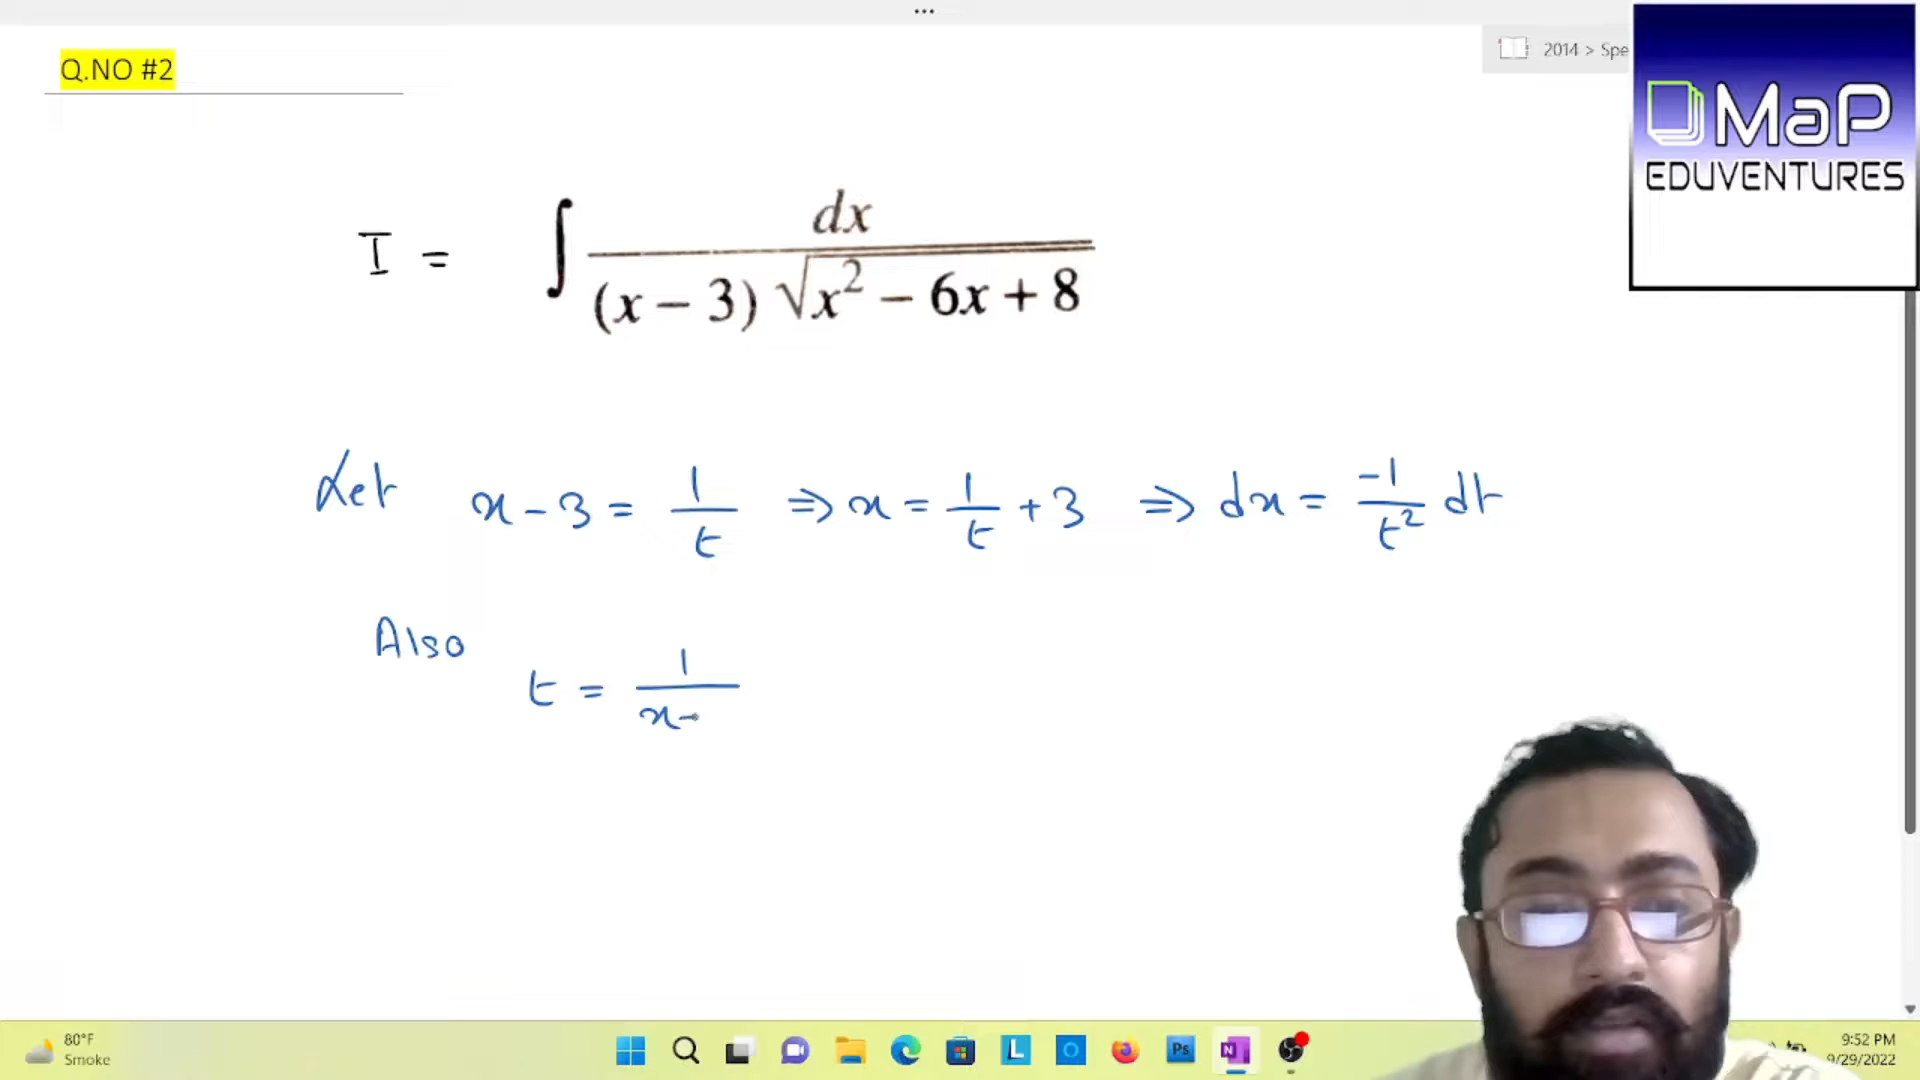 ...
Q.NO #2
2014 > Spe
MaP
EDUVENTURES
I = ∫ dx / (x – 3) √x² – 6x + 8
Let x - 3 = 1/t ⇒ x = 1/t + 3 ⇒ dx = -1/t² dt
Also
t = 1/x-
80°F
Smoke
L
Ps
N
9:52 PM
9/29/2022